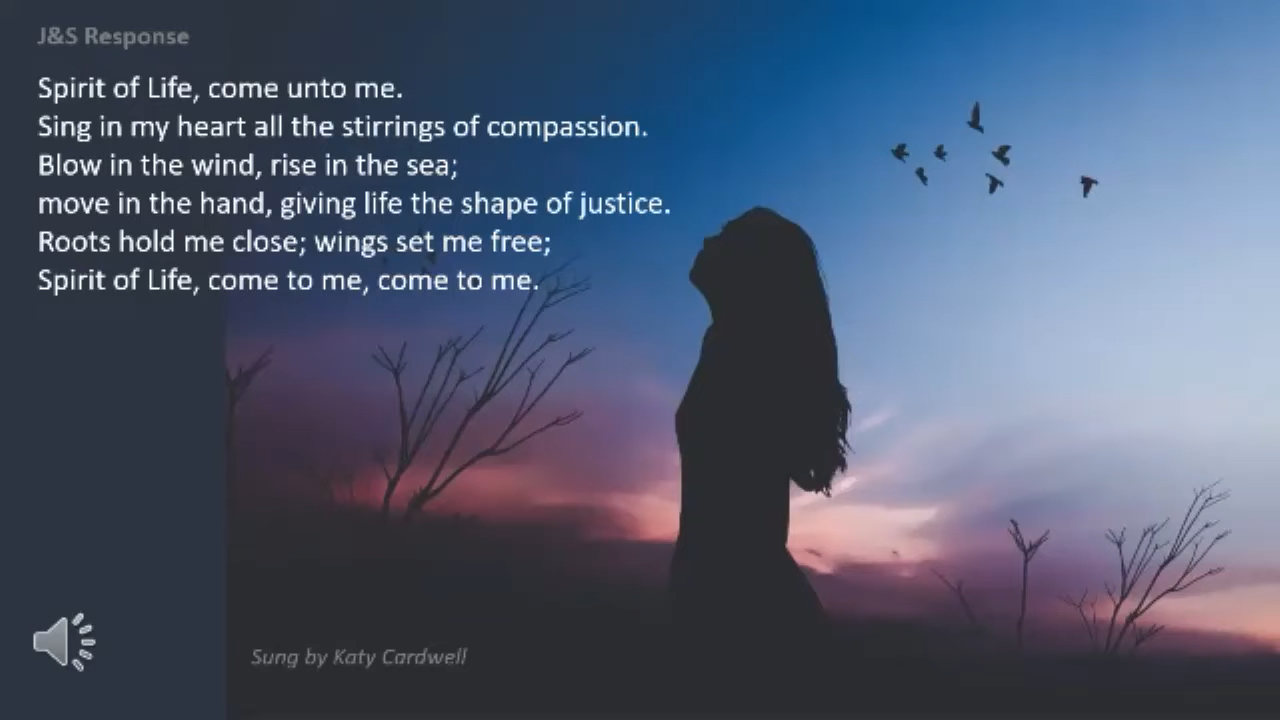 J&S Response
Spirit of Life, come unto me.
Sing in my heart all the stirrings of compassion.
Blow in the wind, rise in the sea;
move in the hand, giving life the shape of justice.
Roots hold me close; wings set me free;
Spirit of Life, come to me, come to me.
Sung by Katy Cardwell